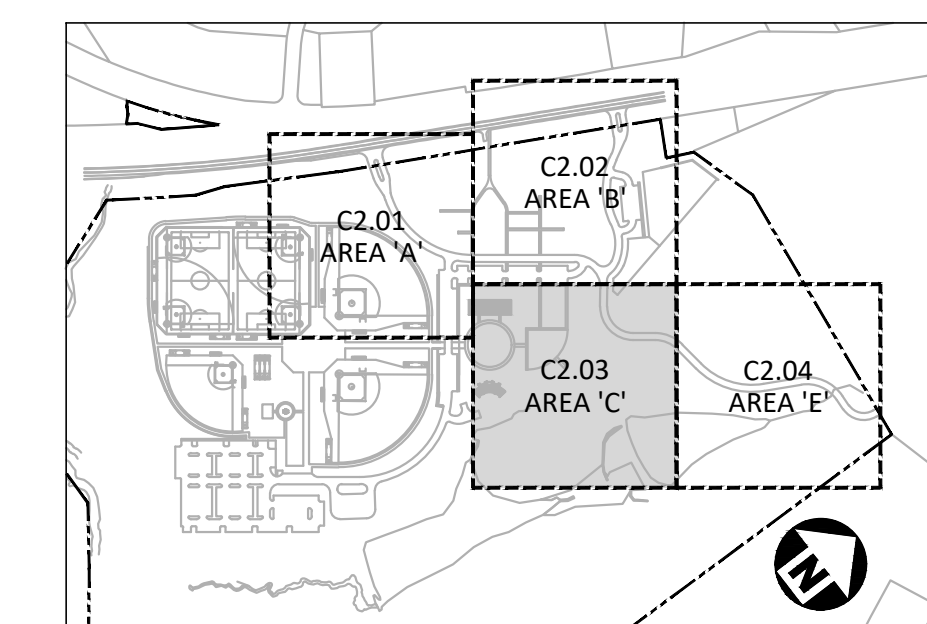 C2.02
AREA 'B'
C2.01
AREA 'A'
C2.03
AREA 'C'
C2.04
AREA 'E'
N